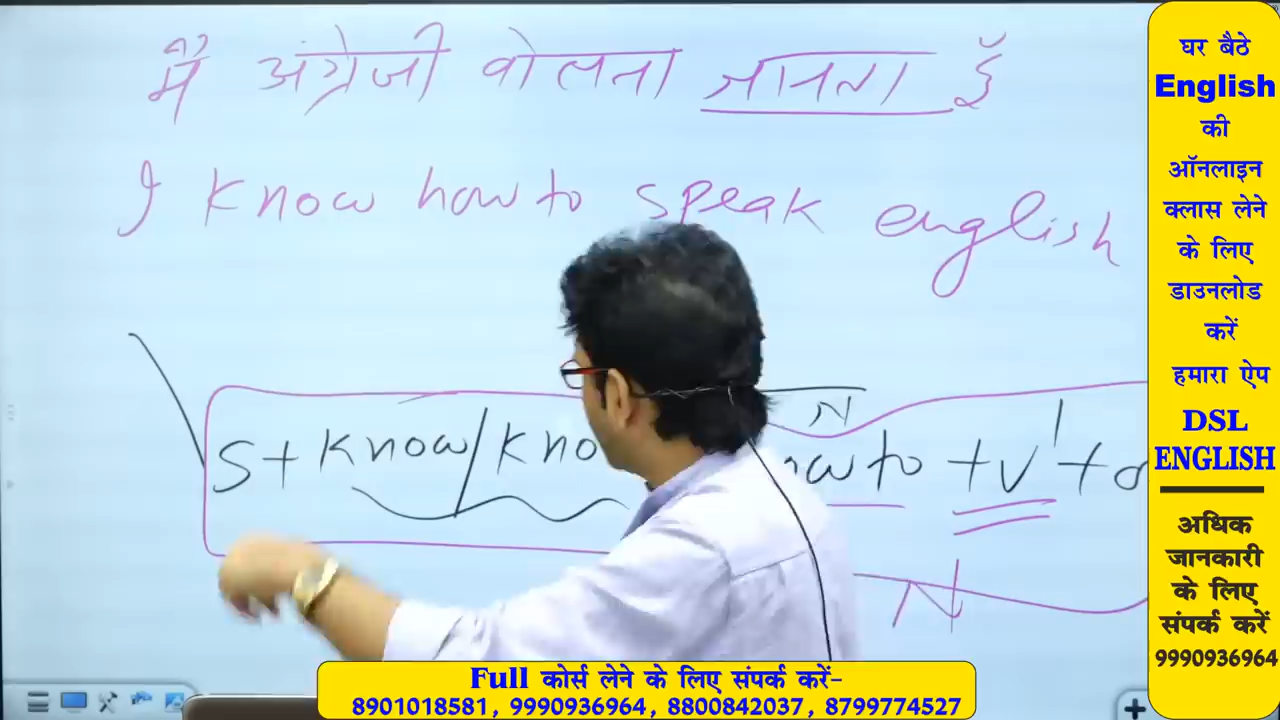 मैं अंग्रेजी बोलना जानता हूँ
I know how to speak english
N
S + know / kno ow to + v' + o
N
घर बैठे
English
की
ऑनलाइन
क्लास लेने
के लिए
डाउनलोड
करें
हमारा ऐप
DSL
ENGLISH
अधिक
जानकारी
के लिए
संपर्क करें
9990936964
Full कोर्स लेने के लिए संपर्क करें-
8901018581, 9990936964, 8800842037, 8799774527